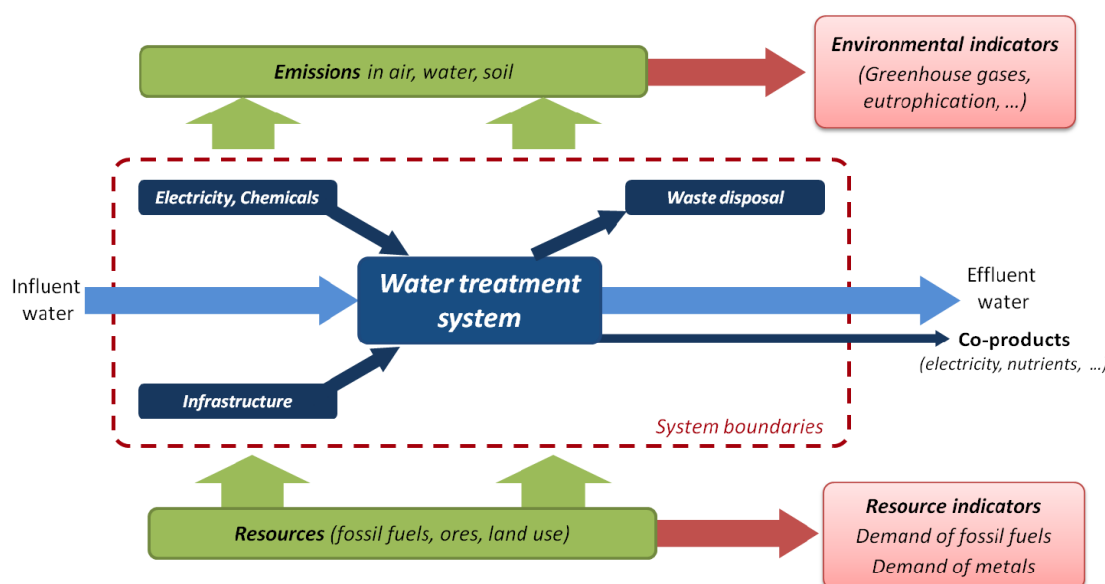 Emissions in air, water, soil
Environmental indicators
(Greenhouse gases,
eutrophication, ...)
Electricity, Chemicals
Waste disposal
Influent
water
Water treatment
system
Effluent
water
Co-products
(electricity, nutrients, ...)
Infrastructure
System boundaries
Resources (fossil fuels, ores, land use)
Resource indicators
Demand of fossil fuels
Demand of metals